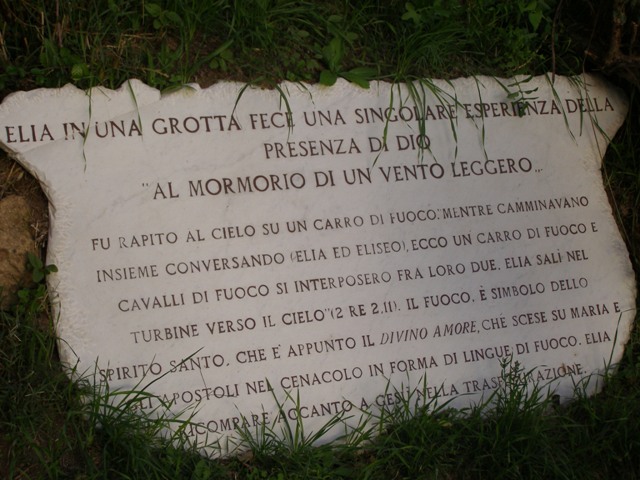 ELIA IN UNA GROTTA FECE UNA SINGOLARE ESPERIENZA DELLA
PRESENZA DI DIO
"AL MORMORIO DI UN VENTO LEGGERO"..
FU RAPITO AL CIELO SU UN CARRO DI FUOCO: "MENTRE CAMMINAVANO
INSIEME CONVERSANDO (ELIA ED ELISEO), ECCO UN CARRO DI FUOCO E
CAVALLI DI FUOCO SI INTERPOSERO FRA LORO DUE. ELIA SALÌ NEL
TURBINE VERSO IL CIELO" (2 RE 2.11). IL FUOCO, È SIMBOLO DELLO
SPIRITO SANTO, CHE È APPUNTO IL DIVINO AMORE, CHE SCESE SU MARIA E
GLI APOSTOLI NEL CENACOLO IN FORMA DI LINGUE DI FUOCO. ELIA
RICOMPARE ACCANTO A GESÙ NELLA TRASFIGURAZIONE.